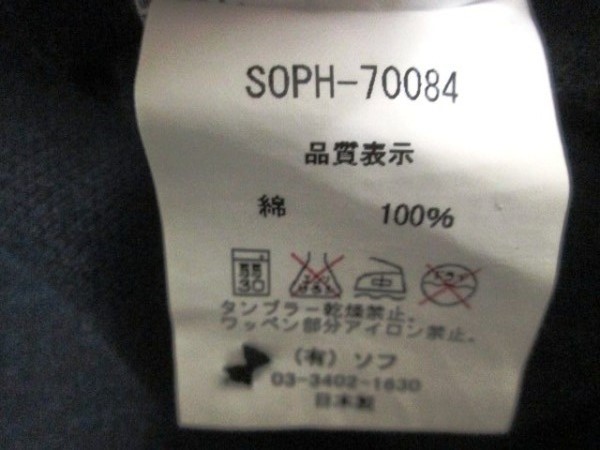 SOPH-70084
品質表示
綿 100%
30 中
タンブラー乾燥禁止。
ワッペン部分アイロン禁止。
(有) ソフ
03-3402-1630
日本製